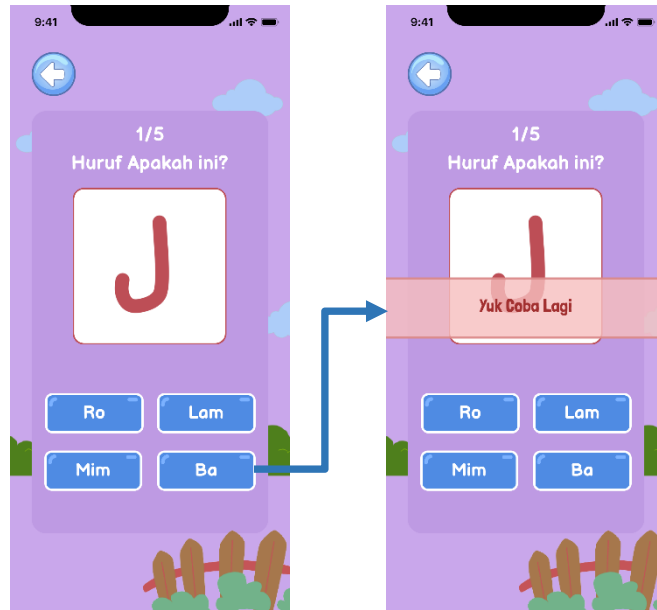 9:41
1/5
Huruf Apakah ini?
ل
Ro
Lam
Mim
Ba
9:41
1/5
Huruf Apakah ini?
ل
Yuk Coba Lagi
Ro
Lam
Mim
Ba